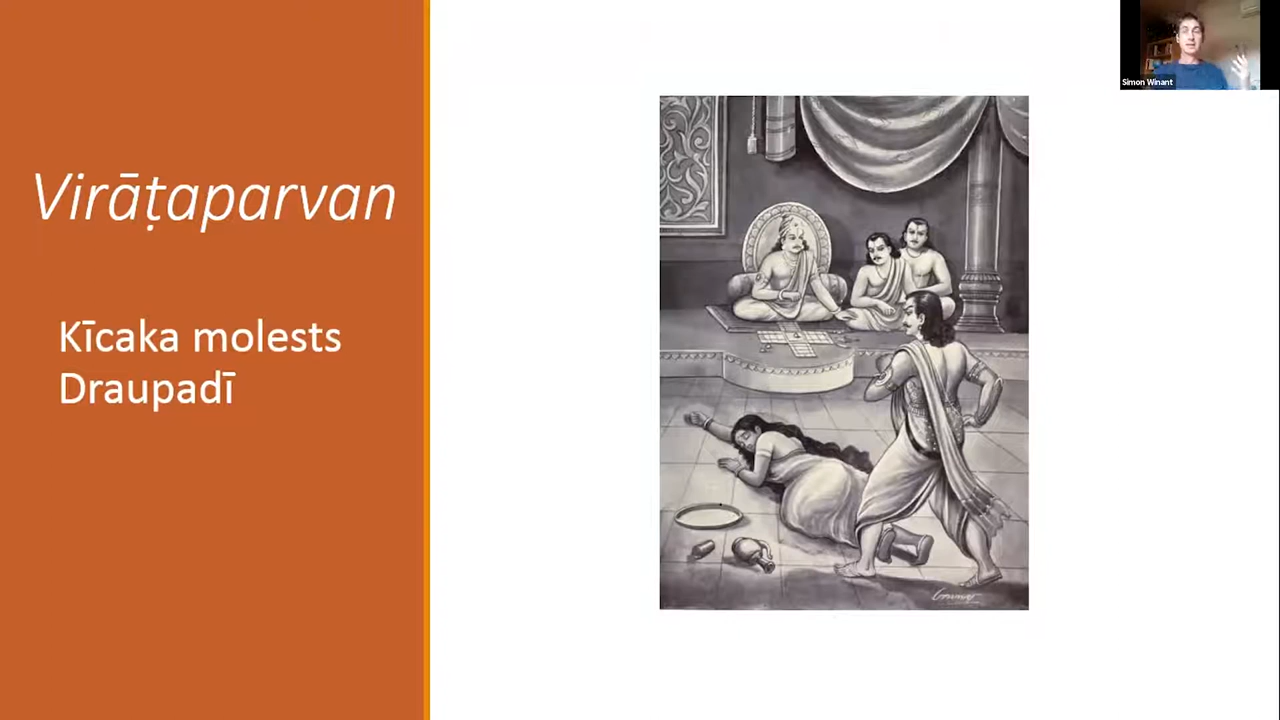 Virāṭaparvan
Kīcaka molests
Draupadī
Simon Winant